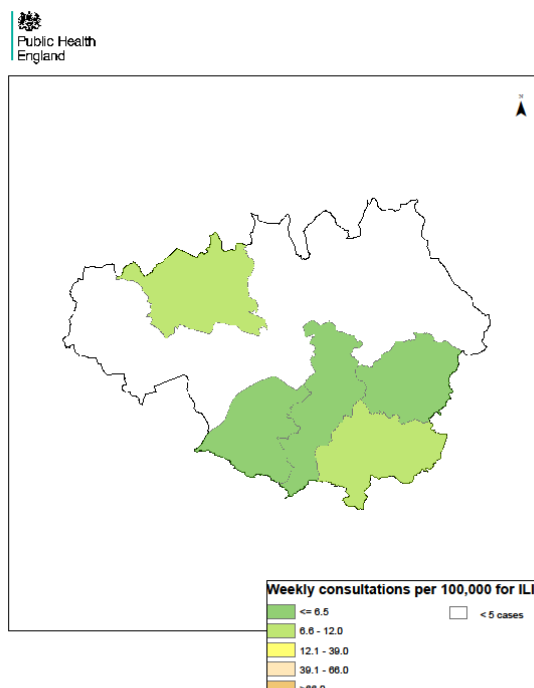 Public Health
England
N
Weekly consultations per 100,000 for ILI
<= 6.5
< 5 cases
6.6 - 12.0
12.1 - 39.0
39.1 - 66.0